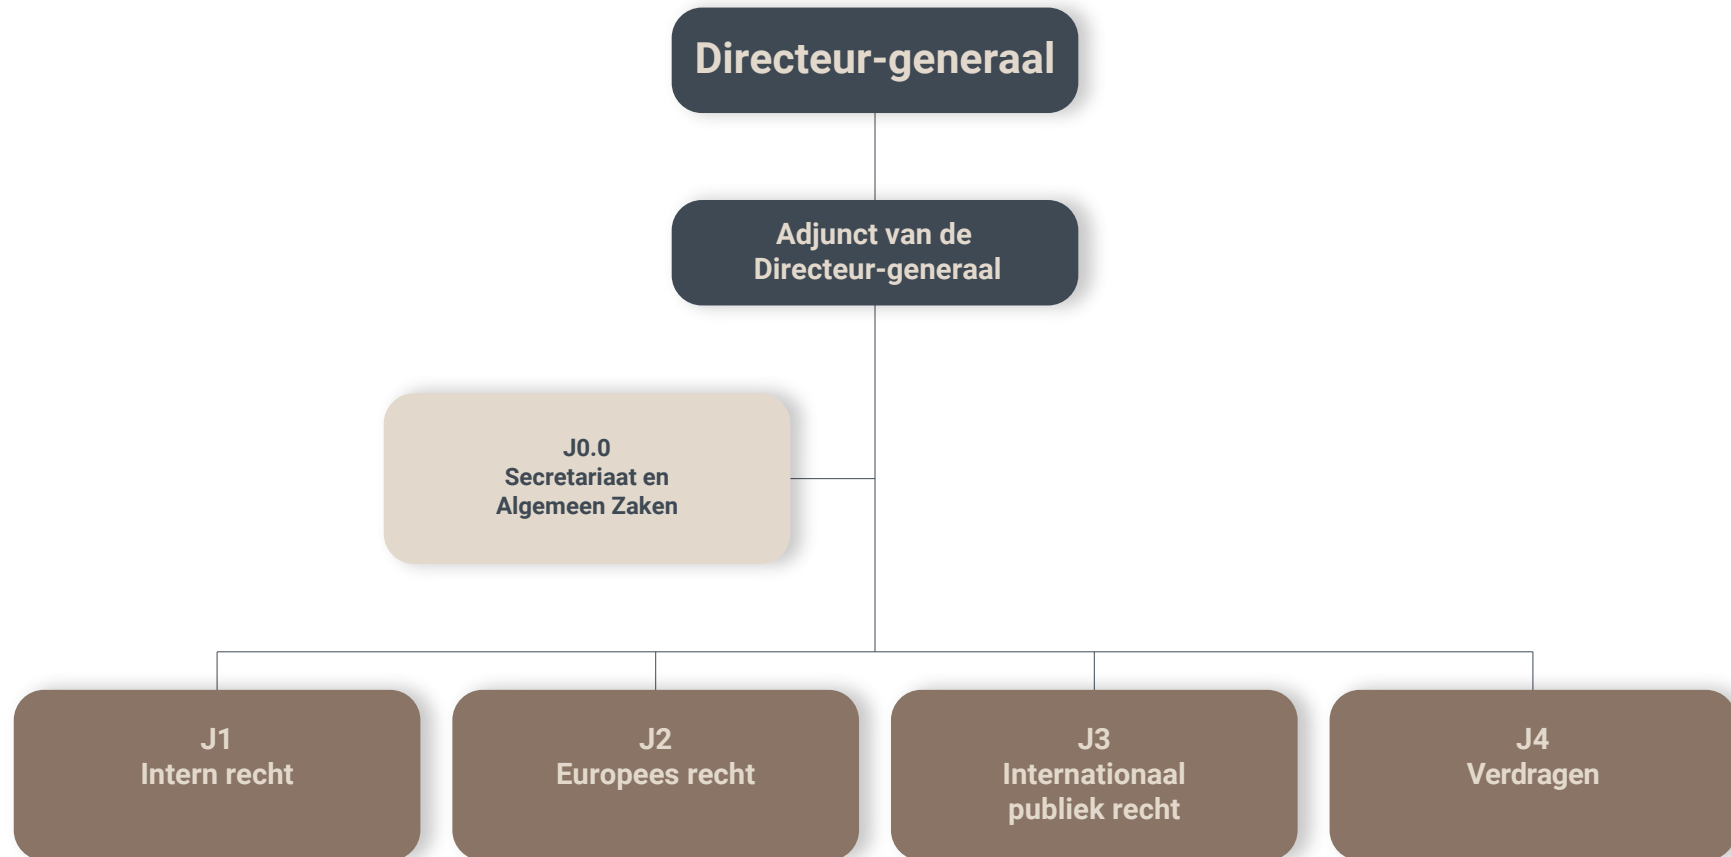 Directeur-generaal
Adjunct van de
Directeur-generaal
J0.0
Secretariaat en
Algemeen Zaken
J1
Intern recht
J2
Europees recht
J3
Internationaal
publiek recht
J4
Verdragen